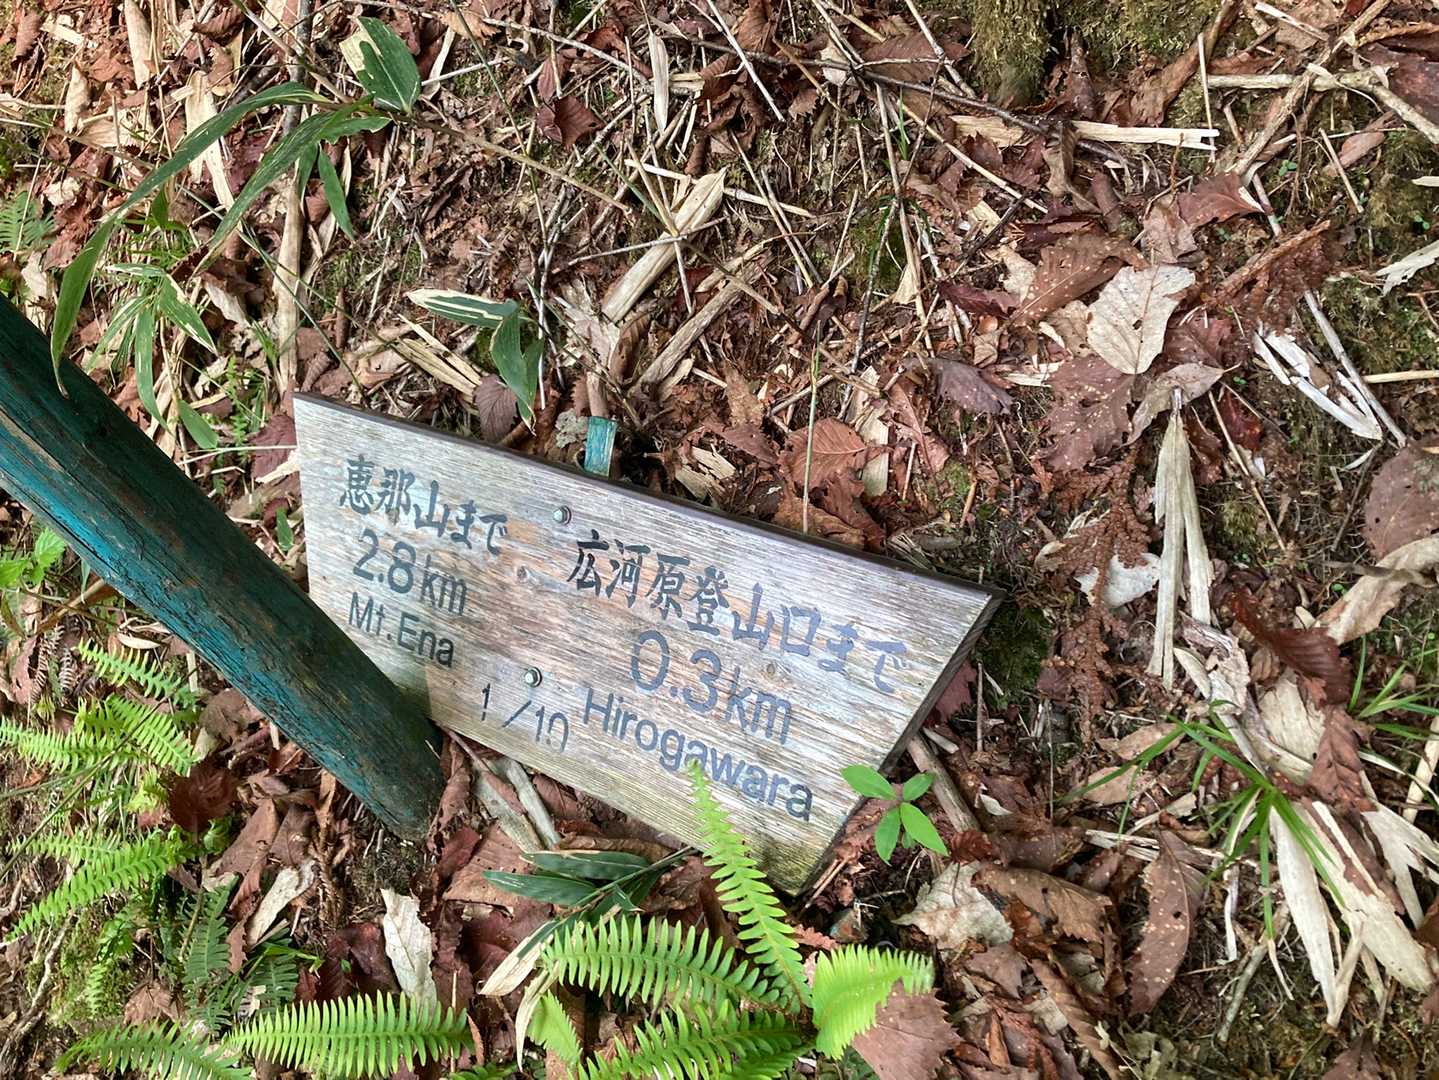 恵那山まで
2.8km
Mt.Ena
広河原登山口まで
0.3km
Hirogawara
1/10